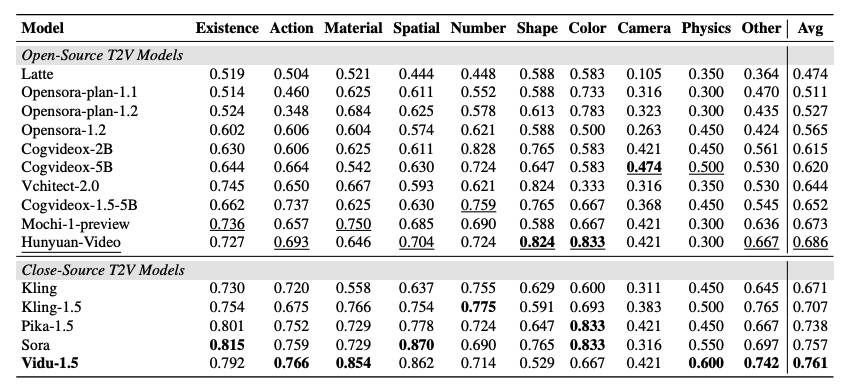 Model Existence Action Material Spatial Number Shape Color Camera Physics Other Avg
Open-Source T2V Models
Latte 0.519 0.504 0.521 0.444 0.448 0.588 0.583 0.105 0.350 0.364 0.474
Opensora-plan-1.1 0.514 0.460 0.625 0.611 0.552 0.588 0.733 0.316 0.300 0.470 0.511
Opensora-plan-1.2 0.524 0.348 0.684 0.625 0.578 0.613 0.783 0.323 0.300 0.435 0.527
Opensora-1.2 0.602 0.606 0.604 0.574 0.621 0.588 0.500 0.263 0.450 0.424 0.565
Cogvideox-2B 0.630 0.606 0.625 0.611 0.828 0.765 0.583 0.421 0.450 0.561 0.615
Cogvideox-5B 0.644 0.664 0.542 0.630 0.724 0.647 0.583 0.474 0.500 0.530 0.620
Vchitect-2.0 0.745 0.650 0.667 0.593 0.621 0.824 0.333 0.316 0.350 0.530 0.644
Cogvideox-1.5-5B 0.662 0.737 0.625 0.630 0.759 0.765 0.667 0.368 0.450 0.545 0.652
Mochi-1-preview 0.736 0.657 0.750 0.685 0.690 0.588 0.667 0.421 0.300 0.636 0.673
Hunyuan-Video 0.727 0.693 0.646 0.704 0.724 0.824 0.833 0.421 0.300 0.667 0.686
Close-Source T2V Models
Kling 0.730 0.720 0.558 0.637 0.755 0.629 0.600 0.311 0.450 0.645 0.671
Kling-1.5 0.754 0.675 0.766 0.754 0.775 0.591 0.693 0.383 0.500 0.765 0.707
Pika-1.5 0.801 0.752 0.729 0.778 0.724 0.647 0.833 0.421 0.450 0.667 0.738
Sora 0.815 0.759 0.729 0.870 0.690 0.765 0.833 0.316 0.550 0.697 0.757
Vidu-1.5 0.792 0.766 0.854 0.862 0.714 0.529 0.667 0.421 0.600 0.742 0.761